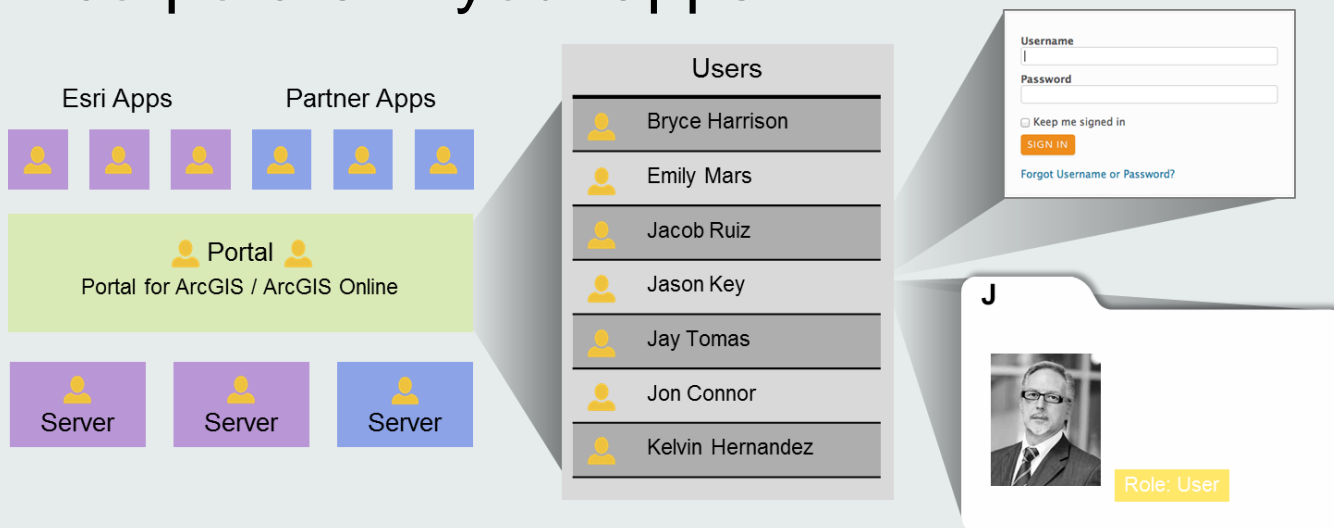 Esri Apps
Partner Apps
Portal
Portal for ArcGIS / ArcGIS Online
Server
Server
Server
Users
Bryce Harrison
Emily Mars
Jacob Ruiz
Jason Key
Jay Tomas
Jon Connor
Kelvin Hernandez
Username
Password
Keep me signed in
SIGN IN
Forgot Username or Password?
J
Role: User